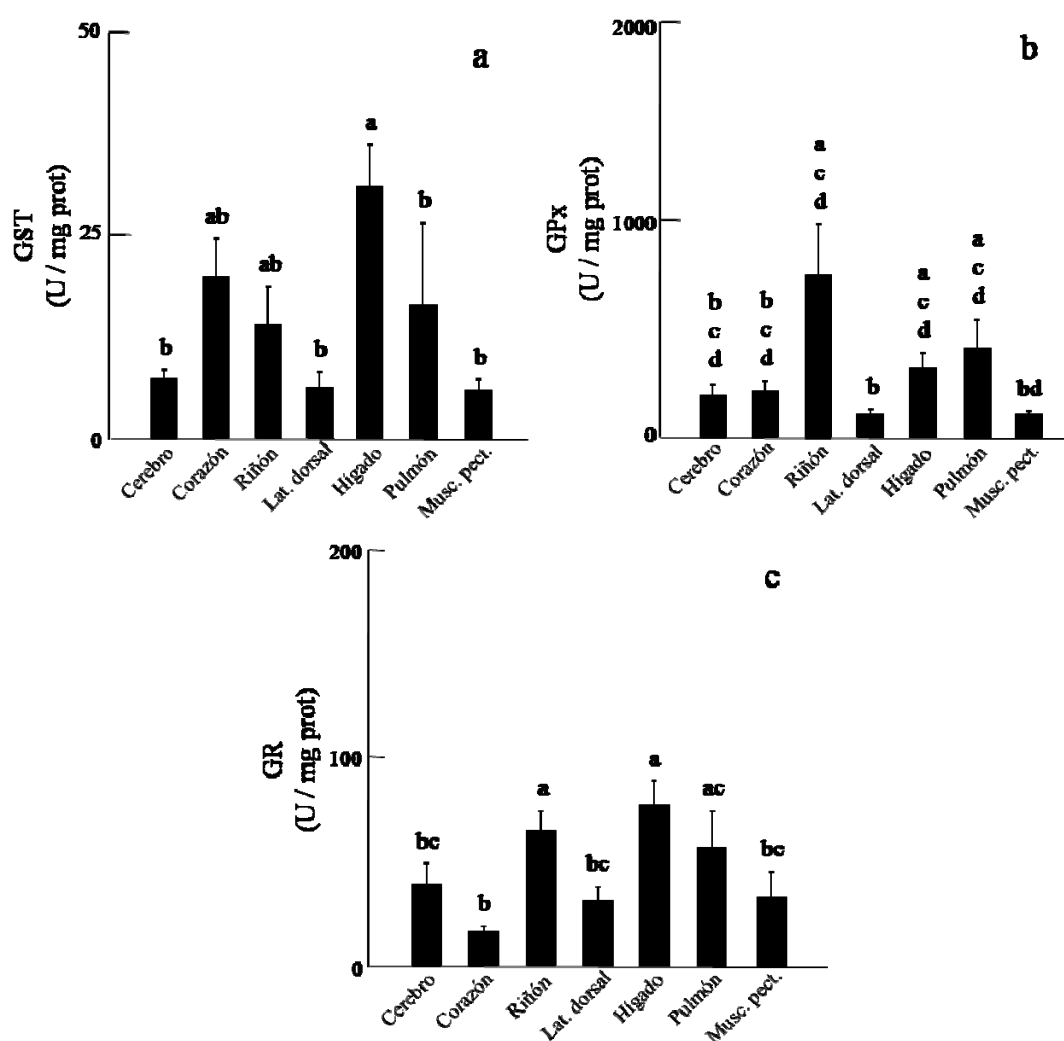 50
a
GST
(U / mg prot)
25
0
a
b
ab
ab
b
b
b
Cerebro
Corazón
Riñón
Lat. dorsal
Hígado
Pulmón
Musc. pect.
2000
b
GPx
(U / mg prot)
1000
0
a
c
d
a
c
d
b
c
d
b
c
d
a
c
d
b
bd
Cerebro
Corazón
Riñón
Lat. dorsal
Hígado
Pulmón
Musc. pect.
200
c
GR
(U / mg prot)
100
0
bc
b
a
bc
a
ac
bc
Cerebro
Corazón
Riñón
Lat. dorsal
Hígado
Pulmón
Musc. pect.